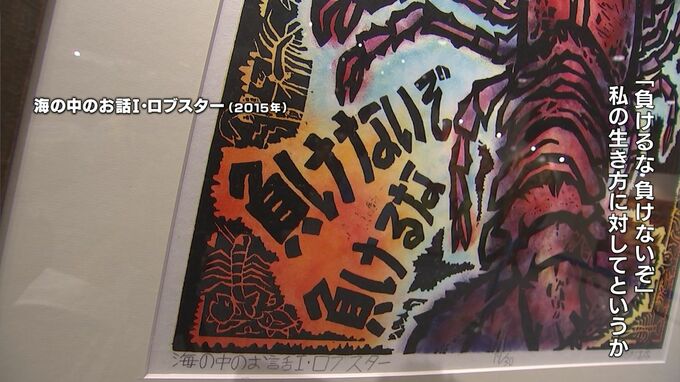 海の中のお話Ⅰ・ロブスター（2015年）
「負けるな・負けないぞ」
私の生き方に対してというか
負けないぞ
負けるな
海の中のお話Ⅰ・ロブスター